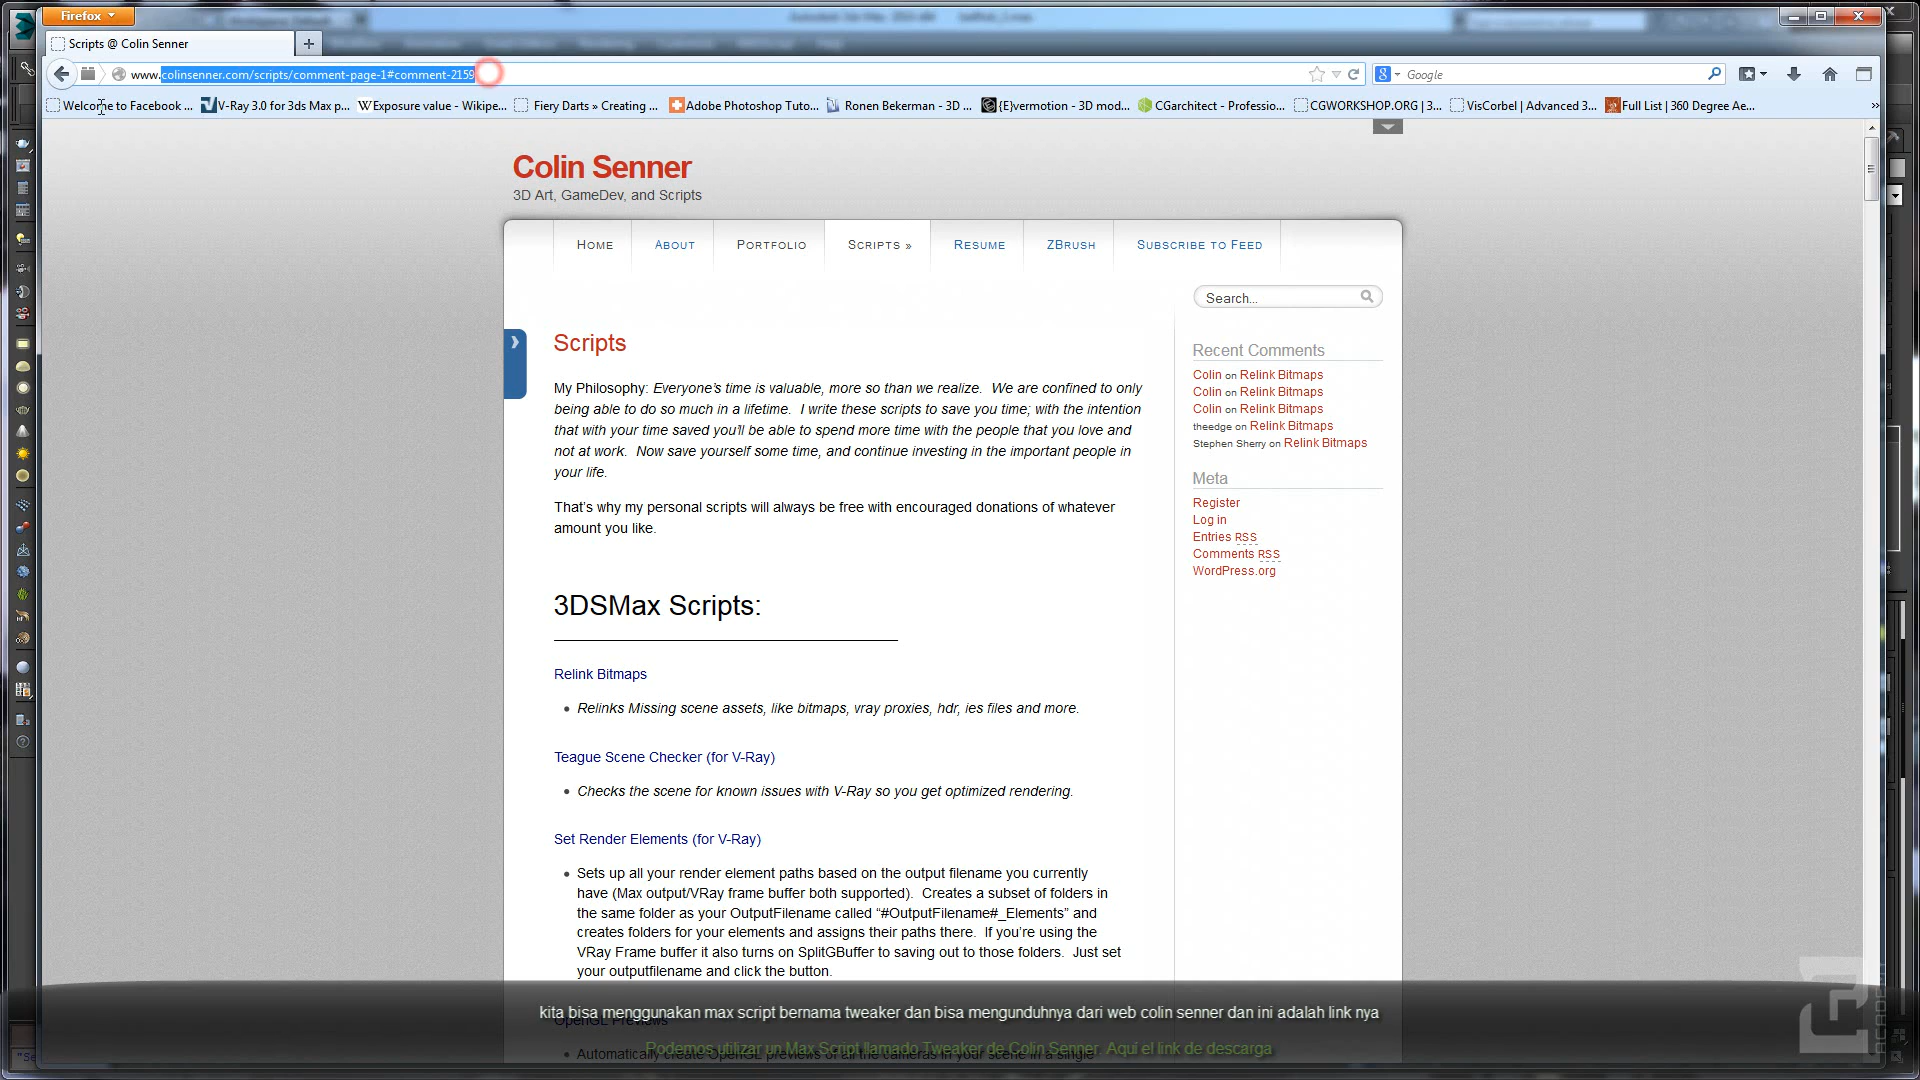 Firefox
Scripts @ Colin Senner
www.colinsenner.com/scripts/comment-page-1#comment-2159
Google
Welcome to Facebook ...
V-Ray 3.0 for 3ds Max p...
Exposure value - Wikipe...
Fiery Darts » Creating ...
Adobe Photoshop Tuto...
Ronen Bekerman - 3D ...
{E}vermotion - 3D mod...
CGarchitect - Professio...
CGWORKSHOP.ORG | 3...
VisCorbel | Advanced 3...
Full List | 360 Degree Ae...
Colin Senner
3D Art, GameDev, and Scripts
Home
About
Portfolio
Scripts »
Resume
ZBrush
Subscribe to Feed
Search...
Scripts
My Philosophy: Everyone's time is valuable, more so than we realize. We are confined to only
being able to do so much in a lifetime. I write these scripts to save you time; with the intention
that with your time saved you'll be able to spend more time with the people that you love and
not at work. Now save yourself some time, and continue investing in the important people in
your life.
That's why my personal scripts will always be free with encouraged donations of whatever
amount you like.
3DSMax Scripts:
Relink Bitmaps
• Relinks Missing scene assets, like bitmaps, vray proxies, hdr, ies files and more.
Teague Scene Checker (for V-Ray)
• Checks the scene for known issues with V-Ray so you get optimized rendering.
Set Render Elements (for V-Ray)
• Sets up all your render element paths based on the output filename you currently
have (Max output/VRay frame buffer both supported). Creates a subset of folders in
the same folder as your OutputFilename called “#OutputFilename#_Elements” and
creates folders for your elements and assigns their paths there. If you're using the
VRay Frame buffer it also turns on SplitGBuffer to saving out to those folders. Just set
your outputfilename and click the button.
OpenGL Previews
• Automatically create OpenGL previews of all the cameras in your scene in a single
Recent Comments
Colin on Relink Bitmaps
Colin on Relink Bitmaps
Colin on Relink Bitmaps
theedge on Relink Bitmaps
Stephen Sherry on Relink Bitmaps
Meta
Register
Log in
Entries RSS
Comments RSS
WordPress.org
kita bisa menggunakan max script bernama tweaker dan bisa mengunduhnya dari web colin senner dan ini adalah link nya
Podemos utilizar un Max Script llamado Tweaker de Colin Senner. Aquí el link de descarga